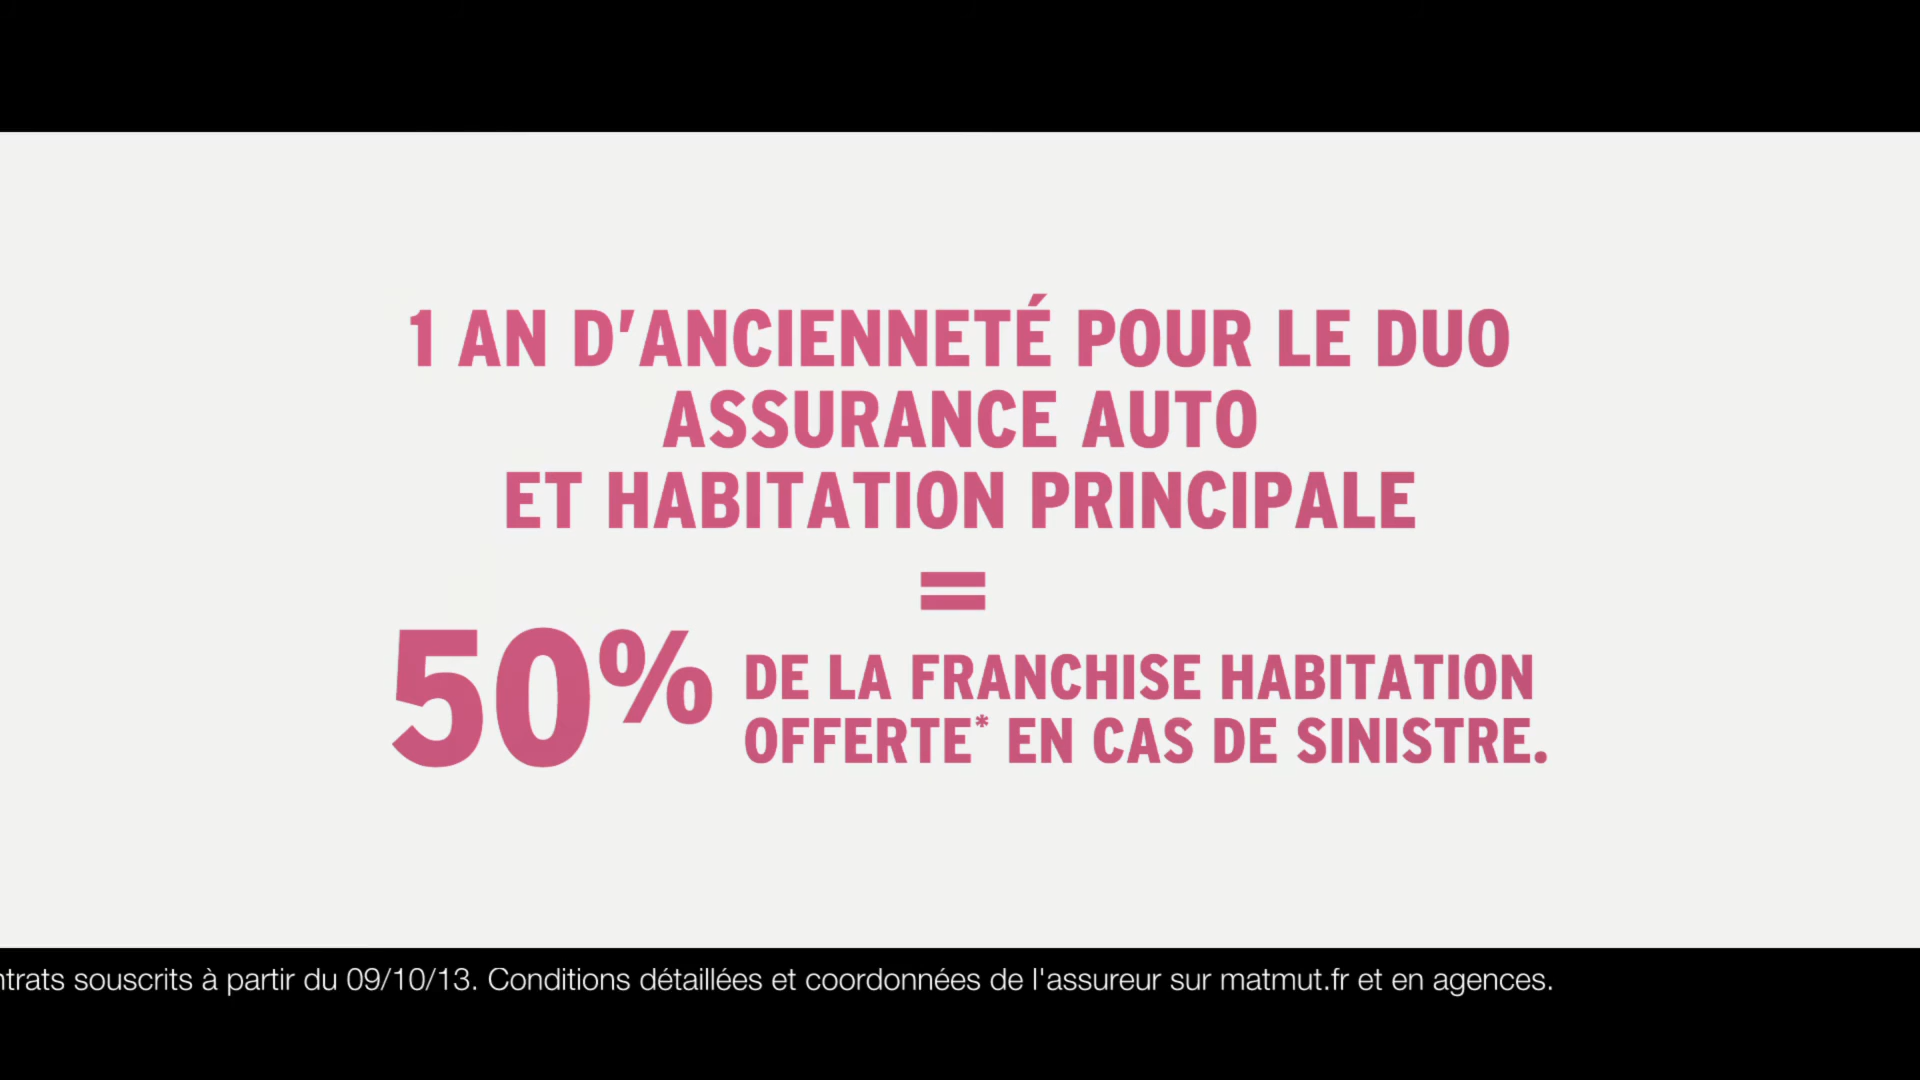 1 AN D'ANCIENNETÉ POUR LE DUO
ASSURANCE AUTO
ET HABITATION PRINCIPALE
=
50% DE LA FRANCHISE HABITATION
OFFERTE* EN CAS DE SINISTRE.
souscrits à partir du 09/10/13. Conditions détaillées et coordonnées de l'assureur sur matmut.fr et en agences.